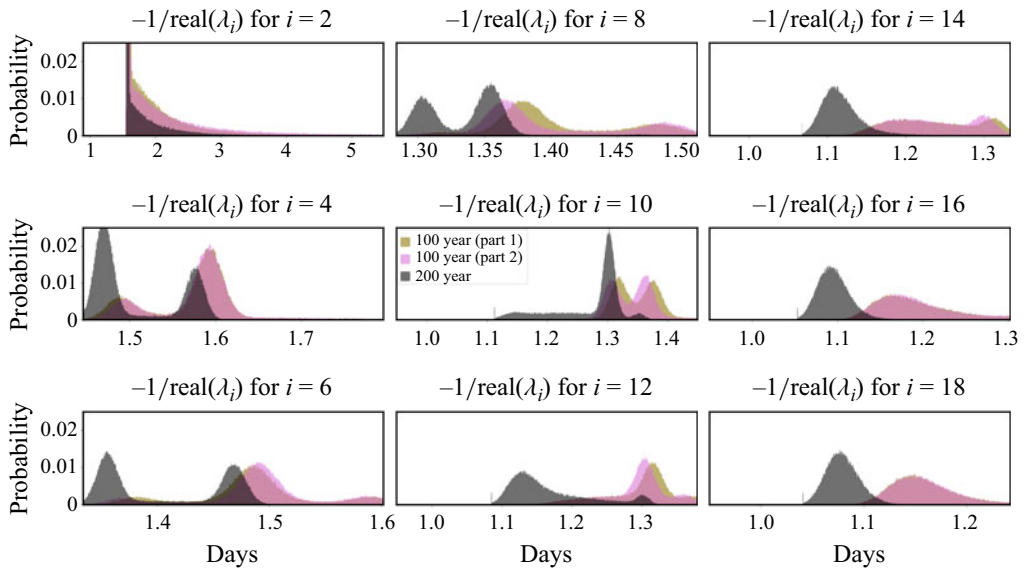 –1/real(λi) for i = 2
–1/real(λi) for i = 8
–1/real(λi) for i = 14
Probability
0.02
0.01
0
1 2 3 4 5
1.30 1.35 1.40 1.45 1.50
1.0 1.1 1.2 1.3
–1/real(λi) for i = 4
–1/real(λi) for i = 10
–1/real(λi) for i = 16
Probability
0.02
0.01
0
100 year (part 1)
100 year (part 2)
200 year
1.5 1.6 1.7
1.0 1.1 1.2 1.3 1.4
1.0 1.1 1.2 1.3
–1/real(λi) for i = 6
–1/real(λi) for i = 12
–1/real(λi) for i = 18
Probability
0.02
0.01
0
1.4 1.5 1.6
1.0 1.1 1.2 1.3
1.0 1.1 1.2
Days
Days
Days